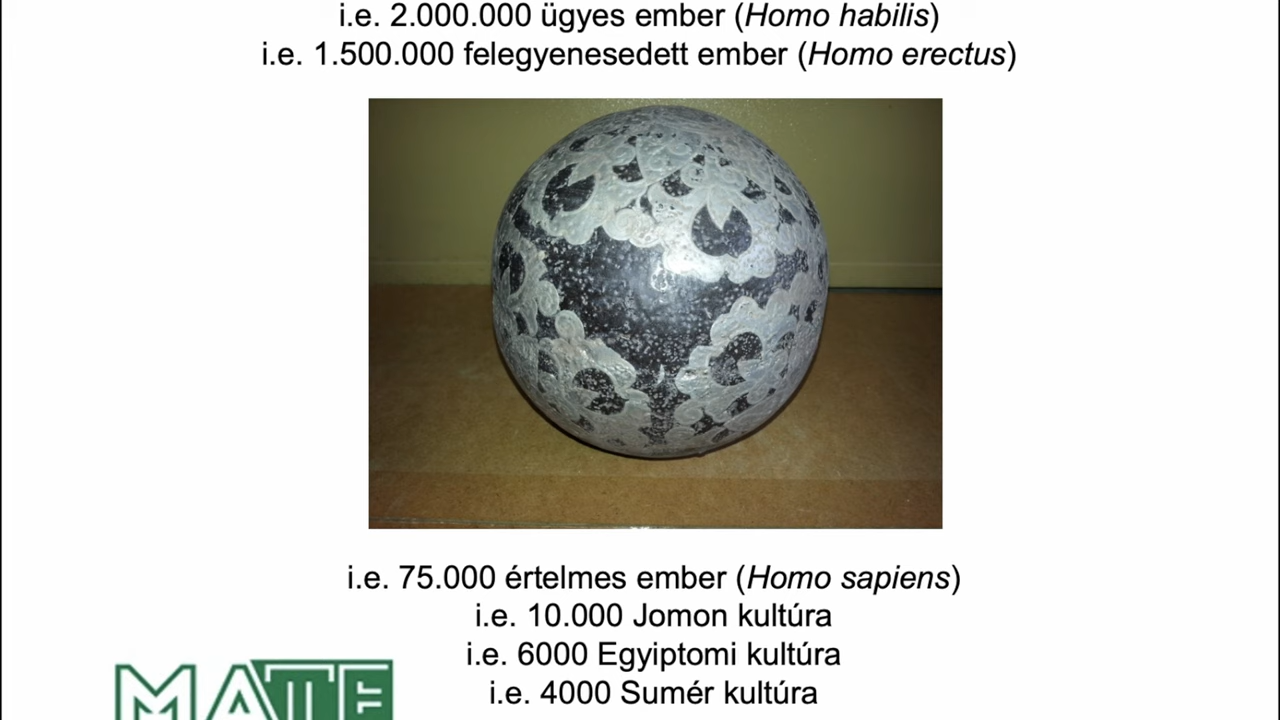 i.e. 2.000.000 ügyes ember (Homo habilis)
i.e. 1.500.000 felegyenesedett ember (Homo erectus)
i.e. 75.000 értelmes ember (Homo sapiens)
i.e. 10.000 Jomon kultúra
i.e. 6000 Egyiptomi kultúra
i.e. 4000 Sumér kultúra
MATE